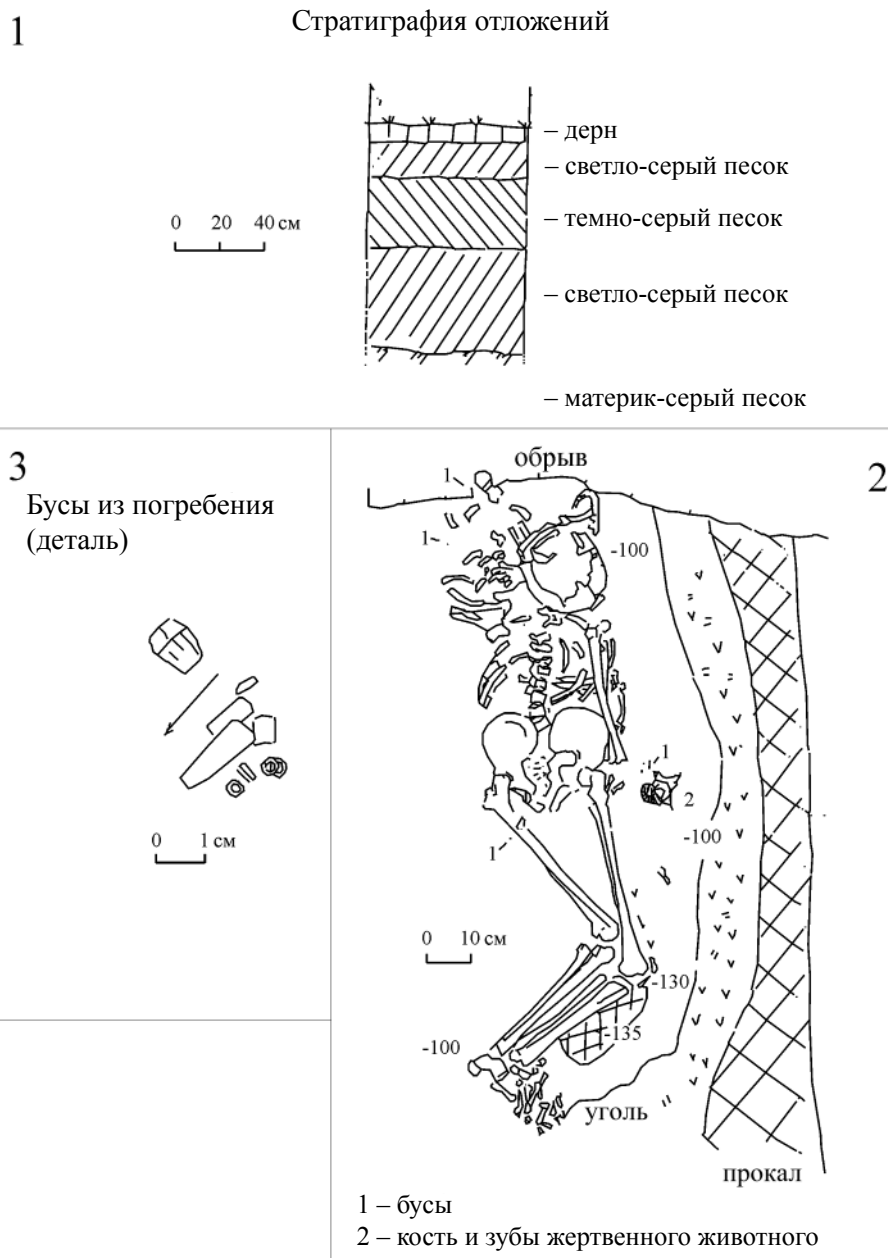 1
Стратиграфия отложений
– дерн
– светло-серый песок
0 20 40 см
– темно-серый песок
– светло-серый песок
– материк-серый песок
3
Бусы из погребения
(деталь)
0 1 см
2
обрыв
1
1
-100
1
2
-100
1
0 10 см
-130
-135
-100
уголь
прокал
1 – бусы
2 – кость и зубы жертвенного животного